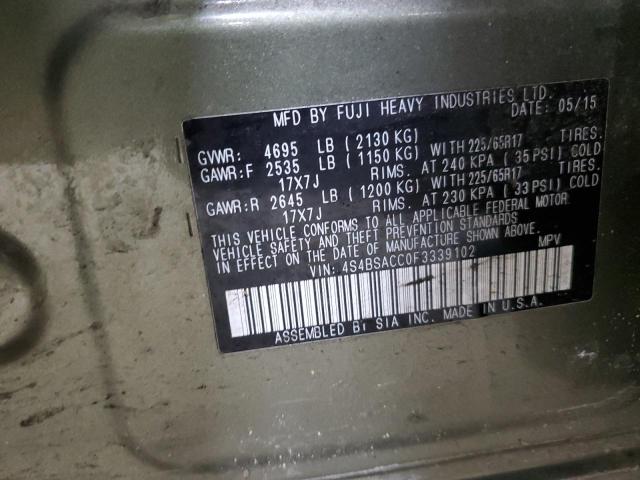 MFD BY FUJI HEAVY INDUSTRIES LTD.
DATE: 05/15
GVWR: 4695 LB (2130 KG)
GAWR:F 2535 LB (1150 KG) WITH 225/65R17 TIRES.
17X7J RIMS. AT 240 KPA (35 PSI) COLD
GAWR:R 2645 LB (1200 KG) WITH 225/65R17 TIRES.
17X7J RIMS. AT 230 KPA (33 PSI) COLD
THIS VEHICLE CONFORMS TO ALL APPLICABLE FEDERAL MOTOR
VEHICLE SAFETY AND THEFT PREVENTION STANDARDS
IN EFFECT ON THE DATE OF MANUFACTURE SHOWN ABOVE.
VIN: 4S4BSACC0F3339102 MPV
ASSEMBLED BY SIA INC. MADE IN U.S.A.